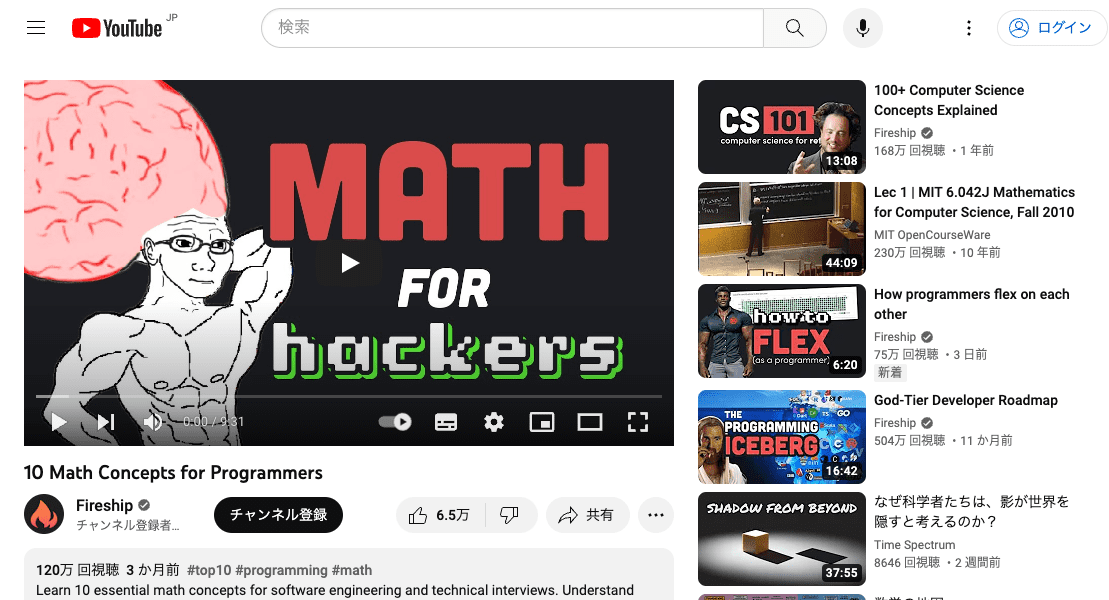 YouTube JP
検索
ログイン
MATH
FOR
hackers
0:00 / 9:31
10 Math Concepts for Programmers
Fireship
チャンネル登録者...
チャンネル登録
6.5万
共有
120万 回視聴 3 か月前 #top10 #programming #math
Learn 10 essential math concepts for software engineering and technical interviews. Understand
CS 101
computer science for
13:08
100+ Computer Science
Concepts Explained
Fireship
168万 回視聴 ・1 年前
44:09
Lec 1 | MIT 6.042J Mathematics
for Computer Science, Fall 2010
MIT OpenCourseWare
230万 回視聴 ・10 年前
how to
FLEX
(as a programmer)
6:20
How programmers flex on each
other
Fireship
75万 回視聴 ・3 日前
新着
THE
PROGRAMMING
ICEBERG
16:42
God-Tier Developer Roadmap
Fireship
504万 回視聴 ・11 か月前
SHADOW FROM BEYOND
37:55
なぜ科学者たちは、影が世界を
隠すと考えるのか？
Time Spectrum
8646 回視聴 ・2 週間前